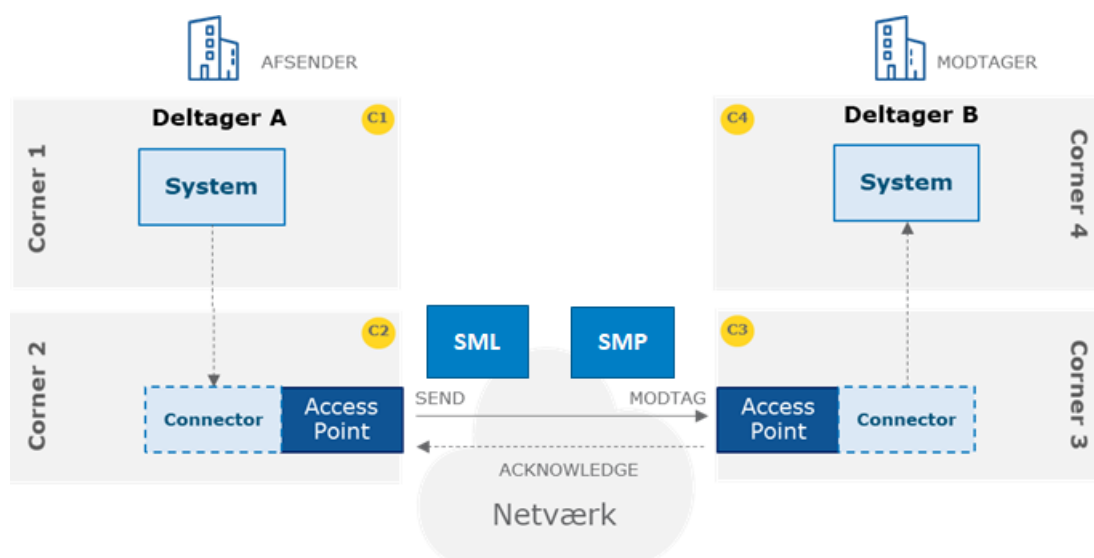 AFSENDER
MODTAGER
Deltager A
C1
C4
Deltager B
Corner 1
System
System
Corner 4
Corner 2
C2
SML
SMP
C3
Corner 3
Connector
Access
Point
SEND
MODTAG
Access
Point
Connector
ACKNOWLEDGE
Netværk